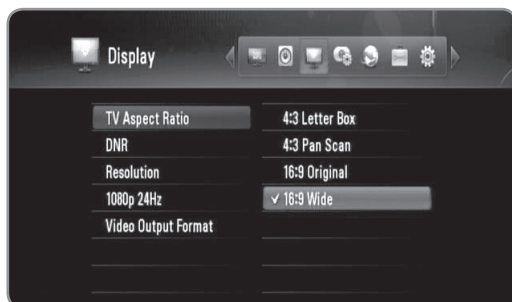 Display
TV Aspect Ratio
DNR
Resolution
1080p 24Hz
Video Output Format
4:3 Letter Box
4:3 Pan Scan
16:9 Original
✓ 16:9 Wide